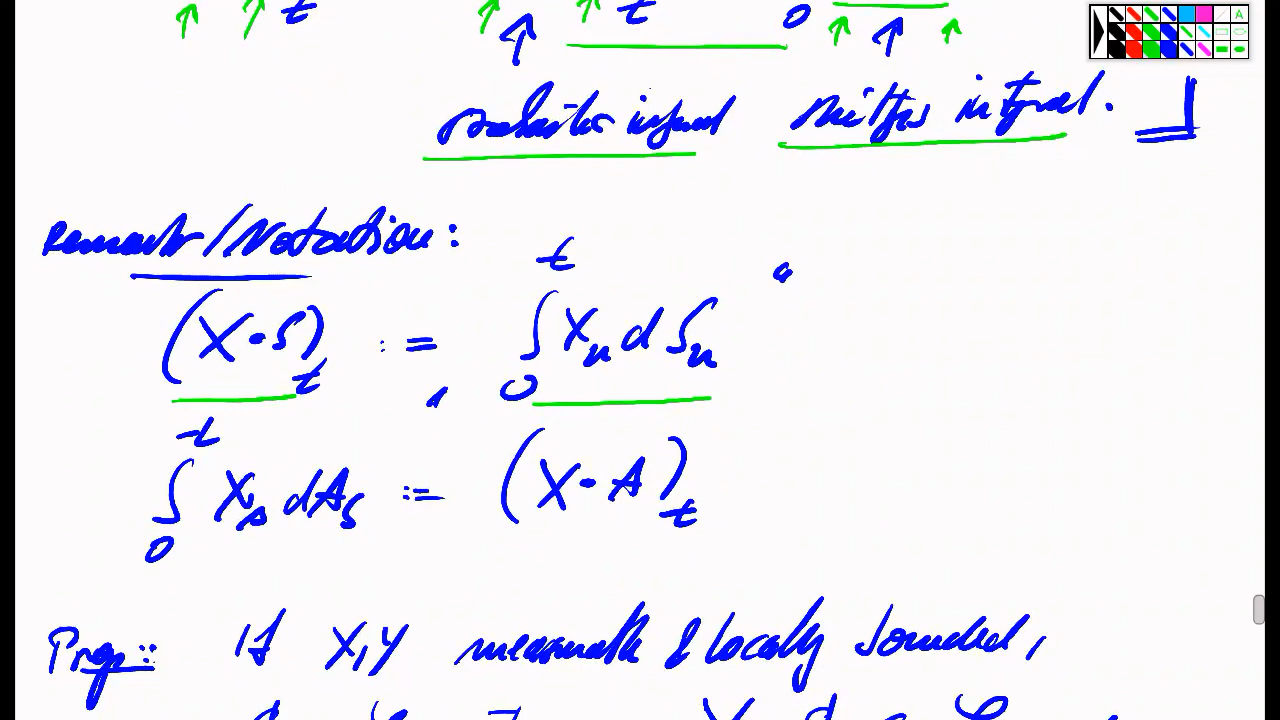 t t 0
stochastic integral Stieltjes integral.
Remark/Notation:
(X•S)_t := ∫_0^t X_u dS_u
∫_0^t X_s dA_s := (X•A)_t
Prop.: If X,Y measurable & locally bounded,